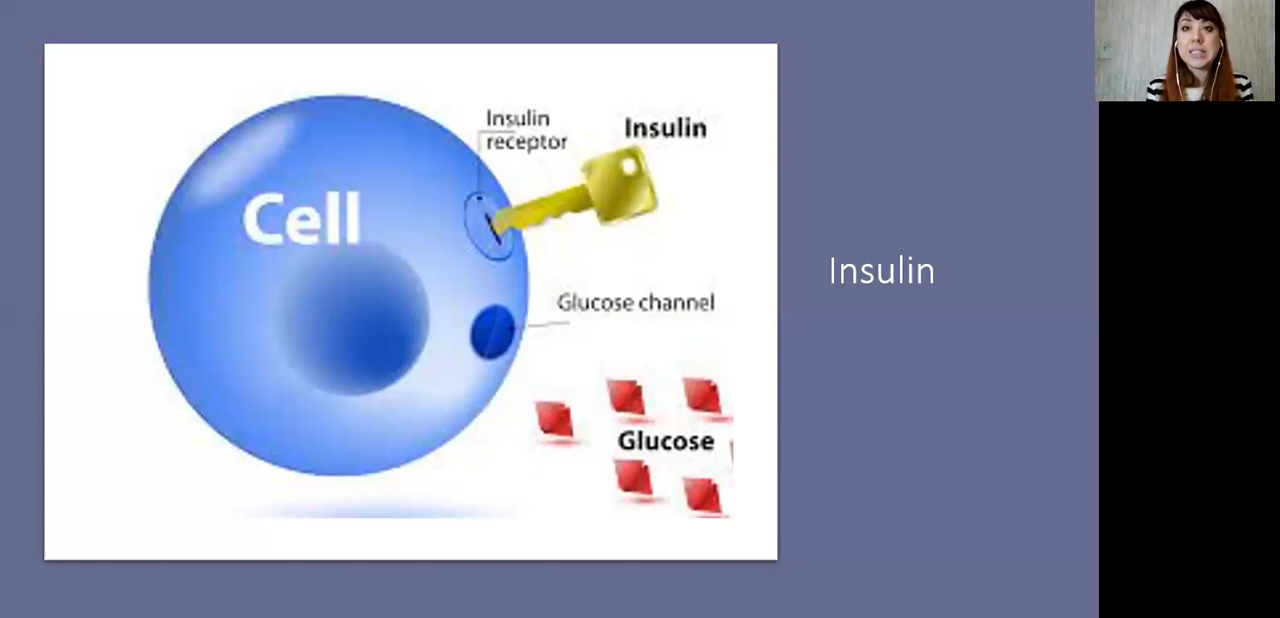 Insulin
receptor
Insulin
Cell
Glucose channel
Glucose
Insulin